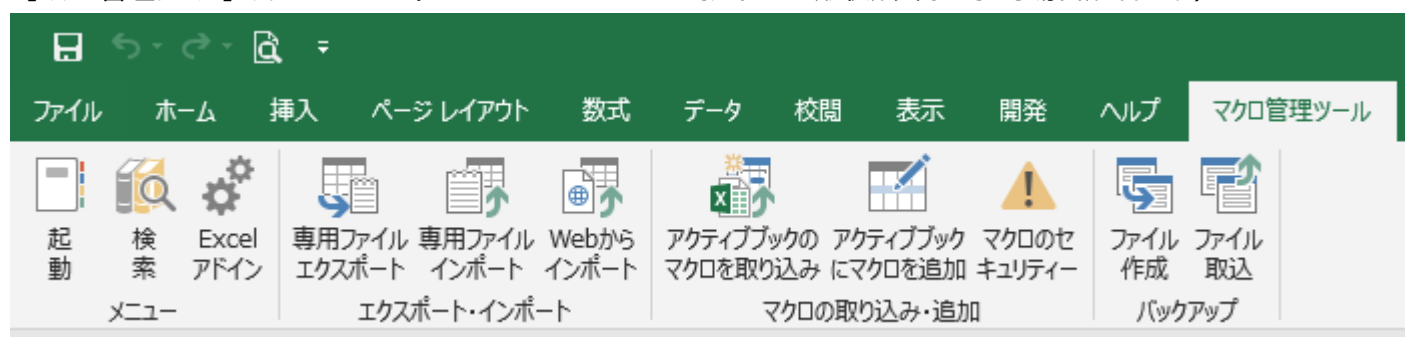 ファイル ホーム 挿入 ページ レイアウト 数式 データ 校閲 表示 開発 ヘルプ マクロ管理ツール
起動
検索
Excel
アドイン
専用ファイル
エクスポート
専用ファイル
インポート
Webから
インポート
アクティブブックの
マクロを取り込み
アクティブブック
にマクロを追加
マクロのセ
キュリティー
ファイル
作成
ファイル
取込
メニュー エクスポート・インポート マクロの取り込み・追加 バックアップ